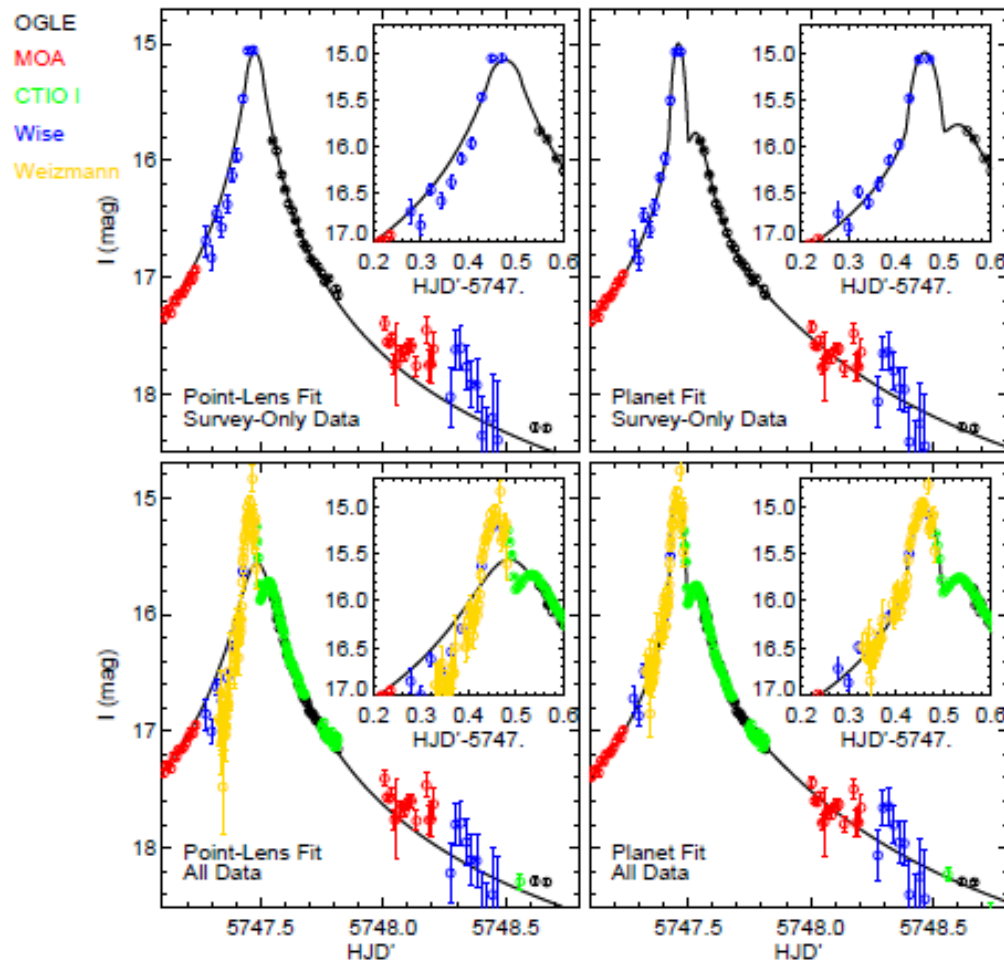 OGLE
MOA
CTIO I
Wise
Weizmann
15
16
17
18
I (mag)
15.0
15.5
16.0
16.5
17.0
0.2 0.3 0.4 0.5 0.6
HJD'-5747.
Point-Lens Fit
Survey-Only Data
15.0
15.5
16.0
16.5
17.0
0.2 0.3 0.4 0.5 0.6
HJD'-5747.
Planet Fit
Survey-Only Data
15
16
17
18
I (mag)
15.0
15.5
16.0
16.5
17.0
0.2 0.3 0.4 0.5 0.6
HJD'-5747.
Point-Lens Fit
All Data
15.0
15.5
16.0
16.5
17.0
0.2 0.3 0.4 0.5 0.6
HJD'-5747.
Planet Fit
All Data
5747.5 5748.0 5748.5
HJD'
5747.5 5748.0 5748.5
HJD'